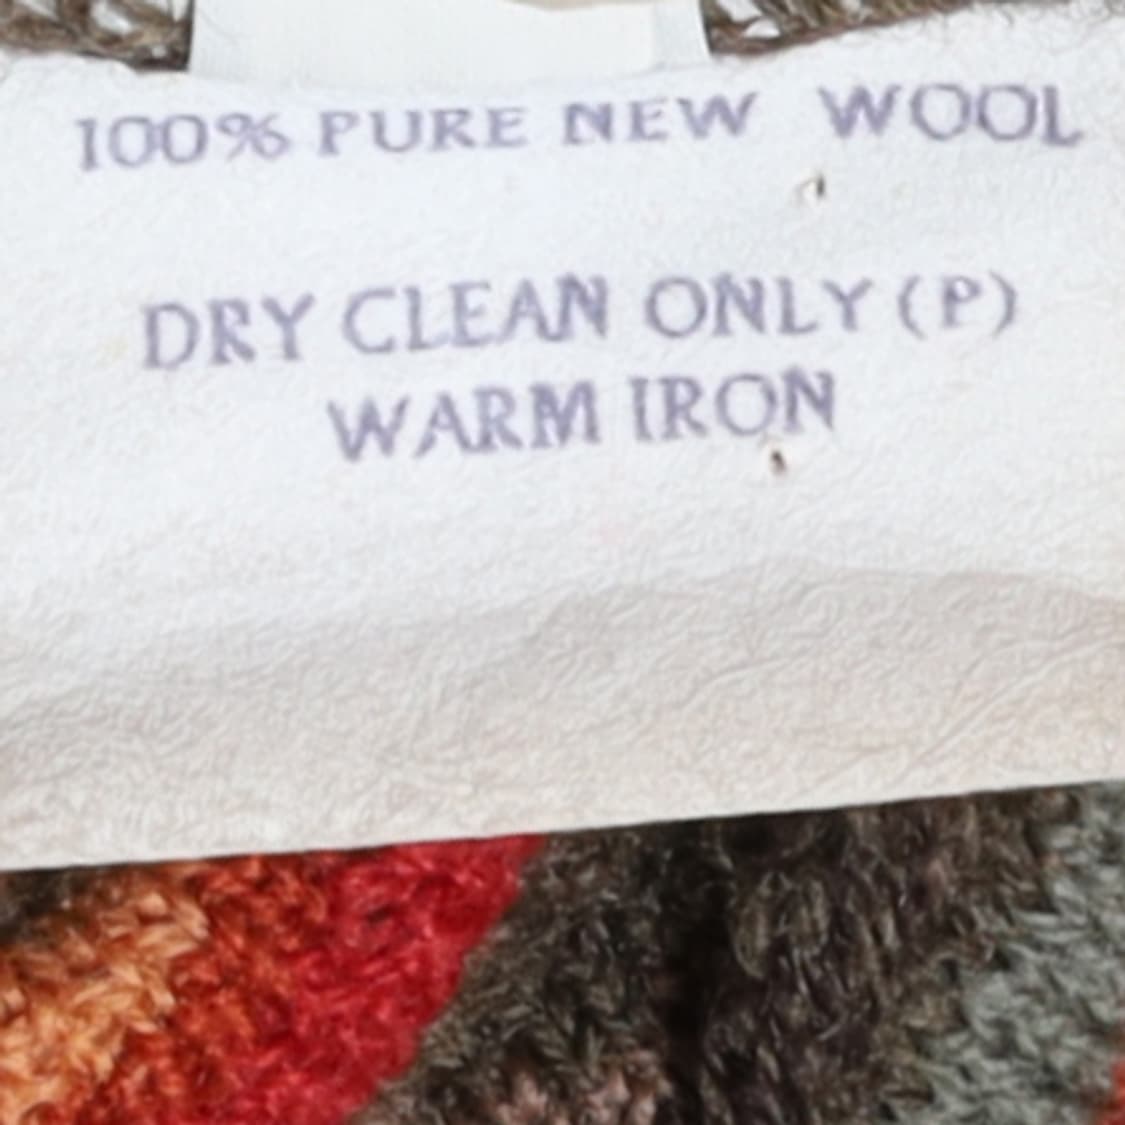 100% PURE NEW WOOL
DRY CLEAN ONLY (P)
WARM IRON